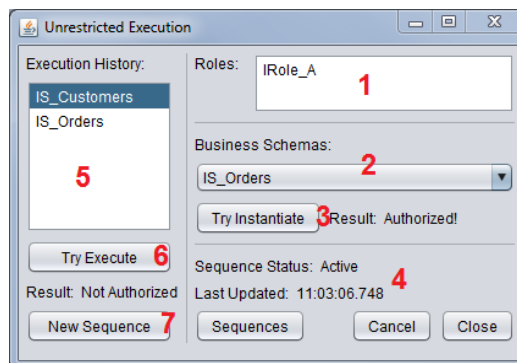 Unrestricted Execution
Execution History:
IS_Customers
IS_Orders
5
Try Execute 6
Result: Not Authorized
New Sequence 7
Roles:
IRole_A
1
Business Schemas:
2
IS_Orders
Try Instantiate 3 Result: Authorized!
Sequence Status: Active
4
Last Updated: 11:03:06.748
Sequences Cancel Close